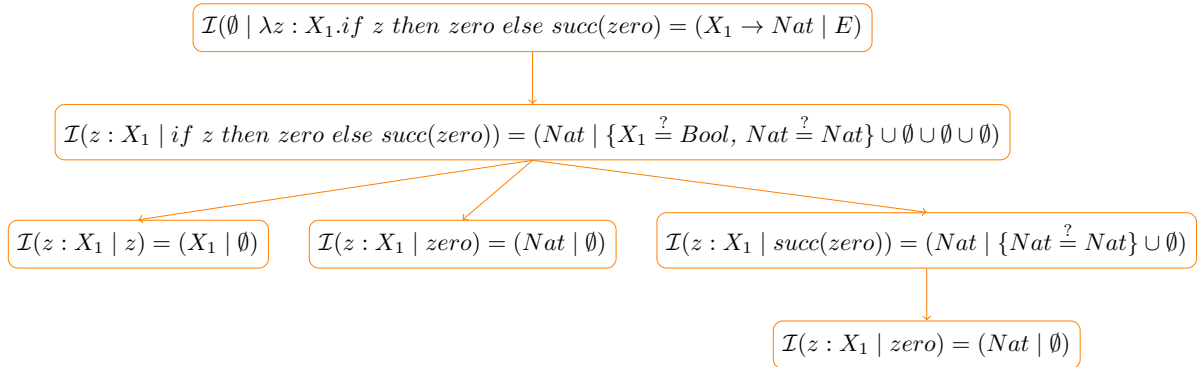 ℐ(∅ | λz : X₁.if z then zero else succ(zero) = (X₁ → Nat | E)
ℐ(z : X₁ | if z then zero else succ(zero)) = (Nat | {X₁ ≟ Bool, Nat ≟ Nat} ∪ ∅ ∪ ∅ ∪ ∅)
ℐ(z : X₁ | z) = (X₁ | ∅)
ℐ(z : X₁ | zero) = (Nat | ∅)
ℐ(z : X₁ | succ(zero)) = (Nat | {Nat ≟ Nat} ∪ ∅)
ℐ(z : X₁ | zero) = (Nat | ∅)